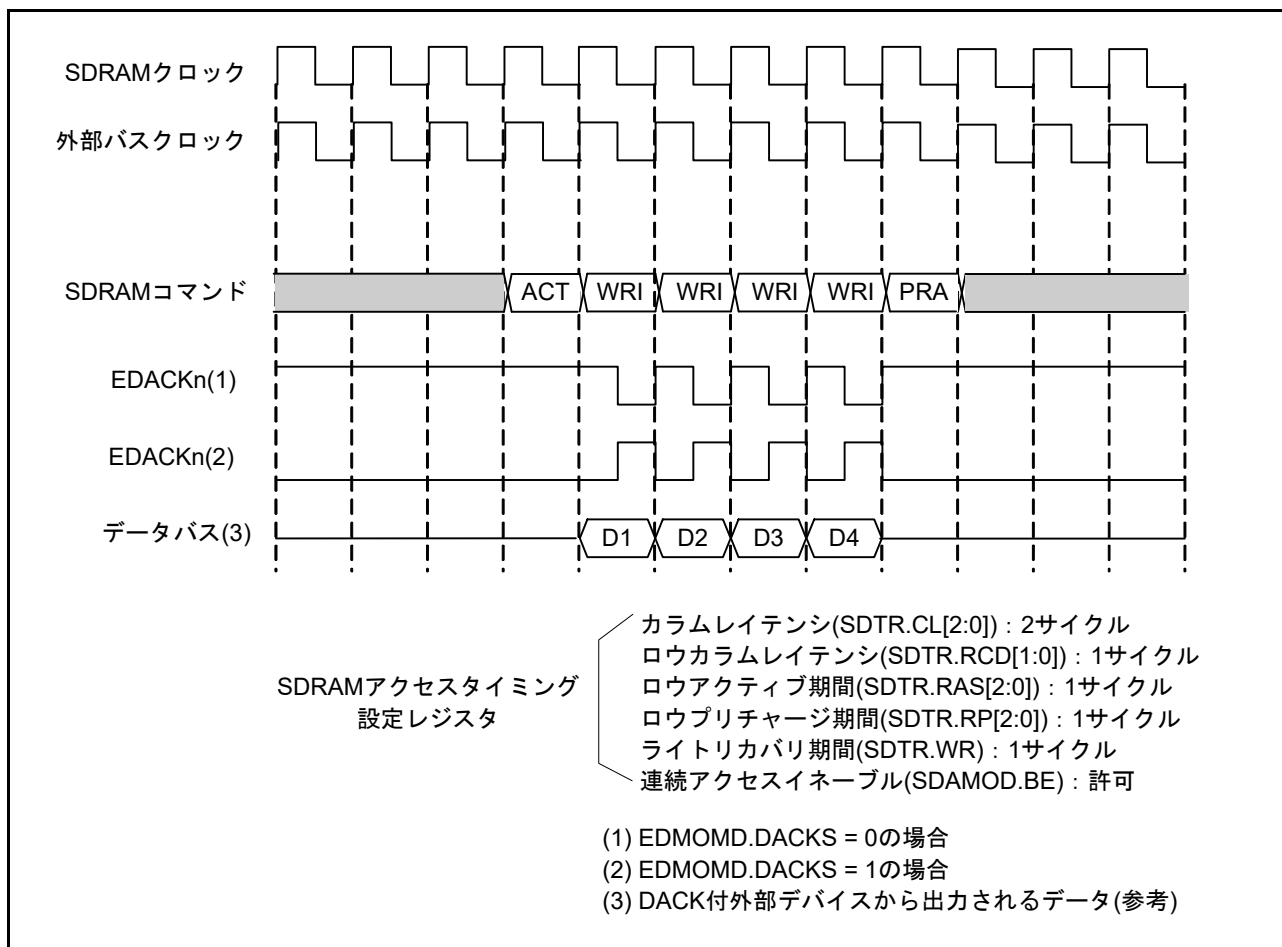 SDRAMクロック
外部バスクロック
SDRAMコマンド
ACT WRI WRI WRI WRI PRA
EDACKn(1)
EDACKn(2)
データバス(3)
D1 D2 D3 D4
SDRAMアクセスタイミング
設定レジスタ
カラムレイテンシ(SDTR.CL[2:0])：2サイクル
ロウカラムレイテンシ(SDTR.RCD[1:0])：1サイクル
ロウアクティブ期間(SDTR.RAS[2:0])：1サイクル
ロウプリチャージ期間(SDTR.RP[2:0])：1サイクル
ライトリカバリ期間(SDTR.WR)：1サイクル
連続アクセスイネーブル(SDAMOD.BE)：許可
(1) EDMOMD.DACKS = 0の場合
(2) EDMOMD.DACKS = 1の場合
(3) DACK付外部デバイスから出力されるデータ(参考)